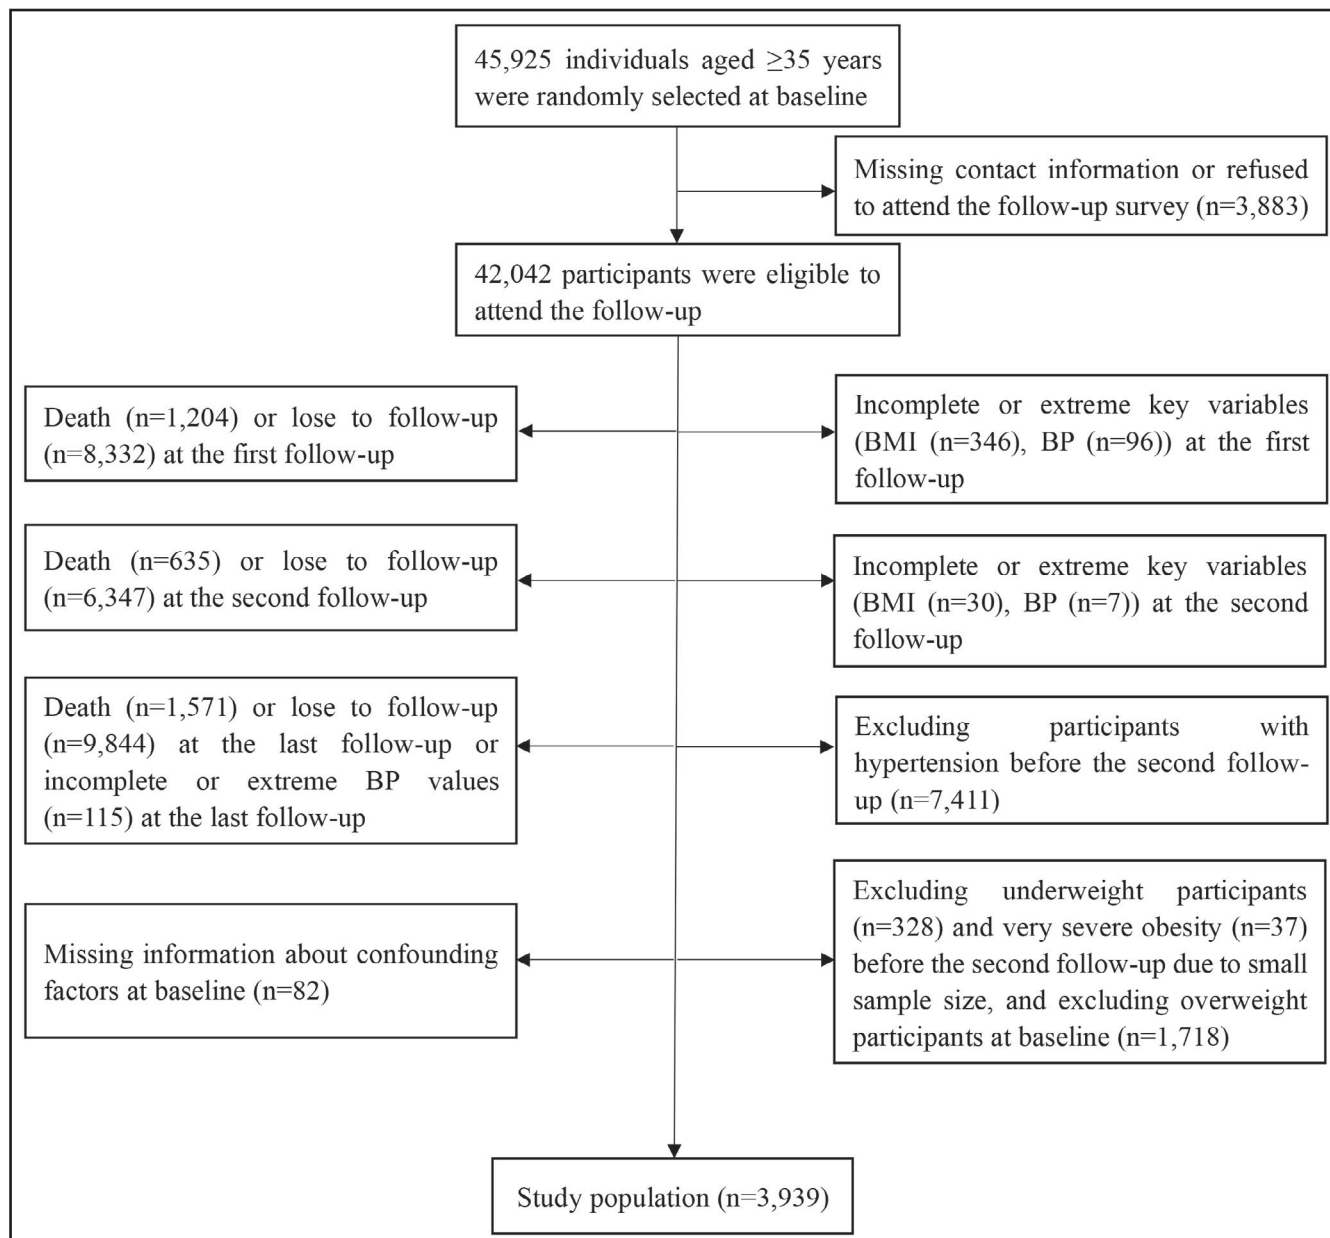 45,925 individuals aged ≥35 years
were randomly selected at baseline
Missing contact information or refused
to attend the follow-up survey (n=3,883)
42,042 participants were eligible to
attend the follow-up
Death (n=1,204) or lose to follow-up
(n=8,332) at the first follow-up
Incomplete or extreme key variables
(BMI (n=346), BP (n=96)) at the first
follow-up
Death (n=635) or lose to follow-up
(n=6,347) at the second follow-up
Incomplete or extreme key variables
(BMI (n=30), BP (n=7)) at the second
follow-up
Death (n=1,571) or lose to follow-up
(n=9,844) at the last follow-up or
incomplete or extreme BP values
(n=115) at the last follow-up
Excluding participants with
hypertension before the second follow-
up (n=7,411)
Missing information about confounding
factors at baseline (n=82)
Excluding underweight participants
(n=328) and very severe obesity (n=37)
before the second follow-up due to small
sample size, and excluding overweight
participants at baseline (n=1,718)
Study population (n=3,939)